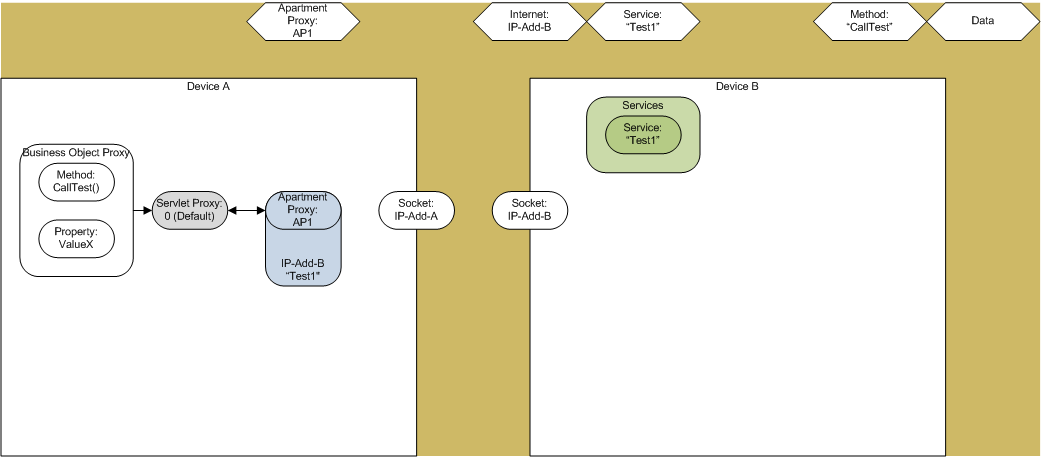 Apartment
Proxy:
AP1
Internet:
IP-Add-B
Service:
“Test1”
Method:
“CallTest”
Data
Device A
Device B
Business Object Proxy
Method:
CallTest()
Property:
ValueX
Servlet Proxy:
0 (Default)
Apartment
Proxy:
AP1
IP-Add-B
“Test1”
Socket:
IP-Add-A
Socket:
IP-Add-B
Services
Service:
“Test1”